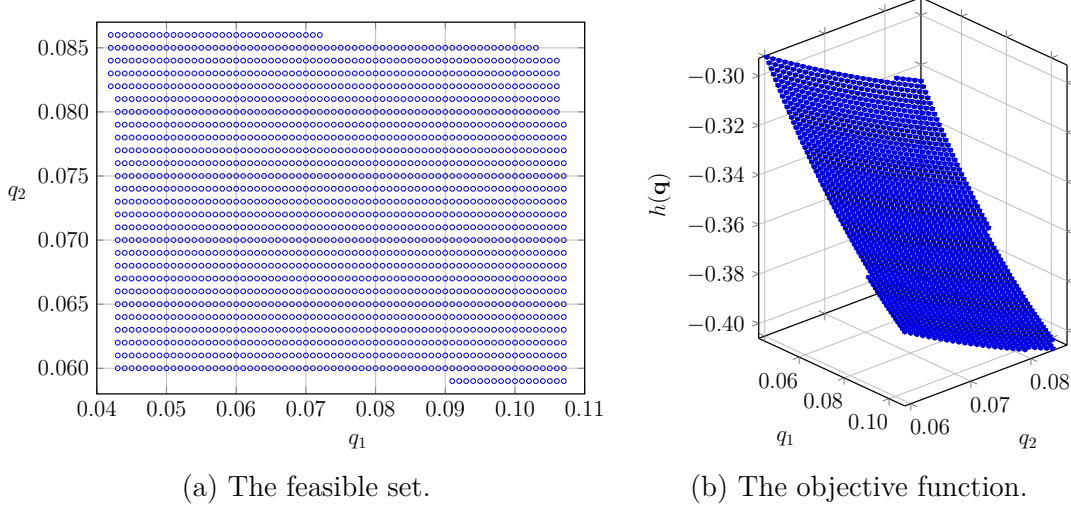 0.085
0.080
0.075
q2
0.070
0.065
0.060
0.04 0.05 0.06 0.07 0.08 0.09 0.10 0.11
q1
(a) The feasible set.
−0.30
−0.32
−0.34
h(q)
−0.36
−0.38
−0.40
0.06
0.08
0.10
q1
0.06
0.07
0.08
q2
(b) The objective function.